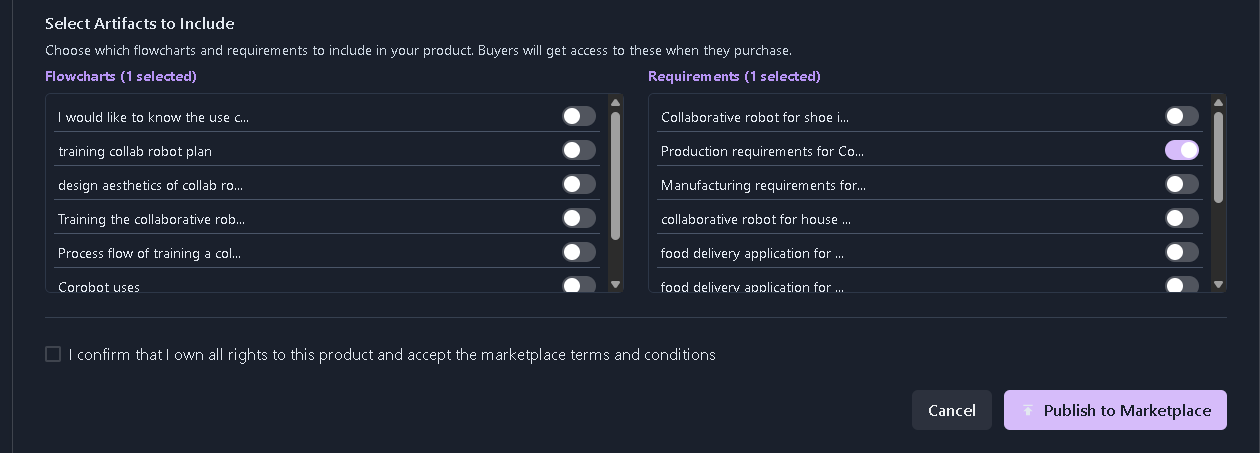 Select Artifacts to Include
Choose which flowcharts and requirements to include in your product. Buyers will get access to these when they purchase.
Flowcharts (1 selected)
I would like to know the use c...
training collab robot plan
design aesthetics of collab ro...
Training the collaborative rob...
Process flow of training a col...
Corobot uses
Requirements (1 selected)
Collaborative robot for shoe i...
Production requirements for Co...
Manufacturing requirements for...
collaborative robot for house ...
food delivery application for ...
food delivery application for ...
I confirm that I own all rights to this product and accept the marketplace terms and conditions
Cancel
Publish to Marketplace